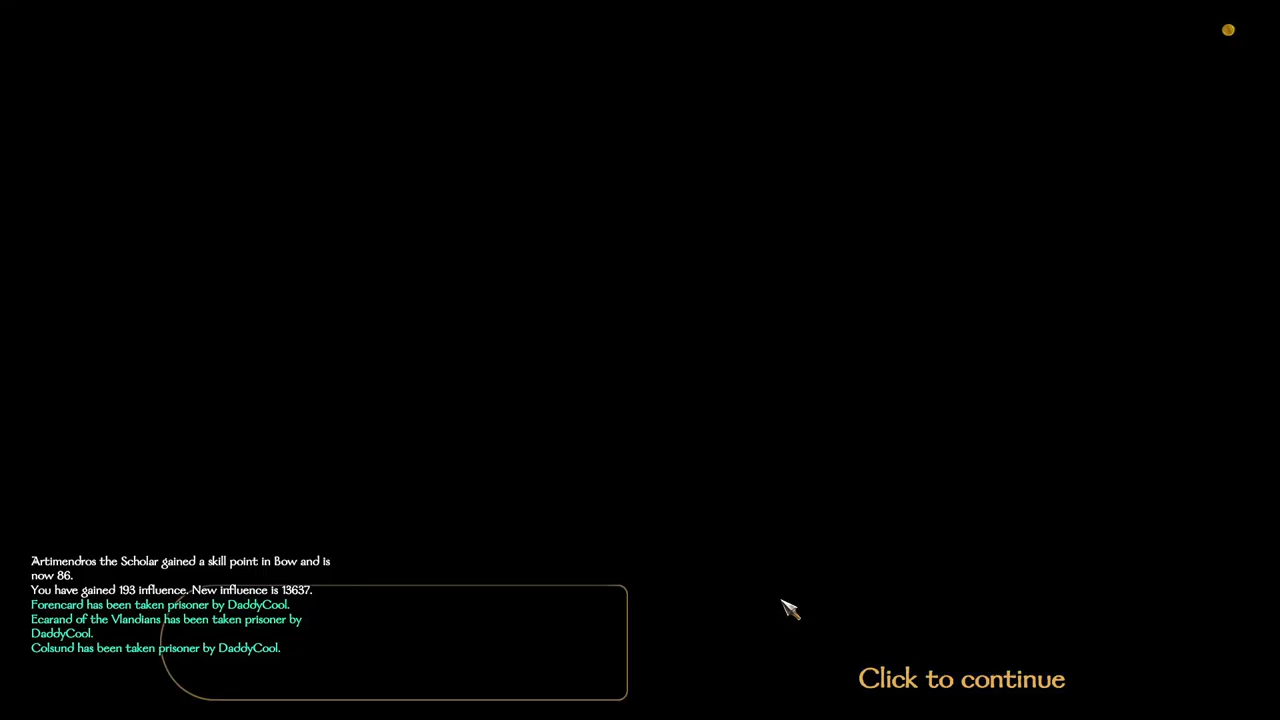 Artimendros the Scholar gained a skill point in Bow and is
now 86.
You have gained 193 influence. New influence is 13637.
Forencard has been taken prisoner by DaddyCool.
Ecarand of the Vlandians has been taken prisoner by
DaddyCool.
Colsund has been taken prisoner by DaddyCool.
Click to continue